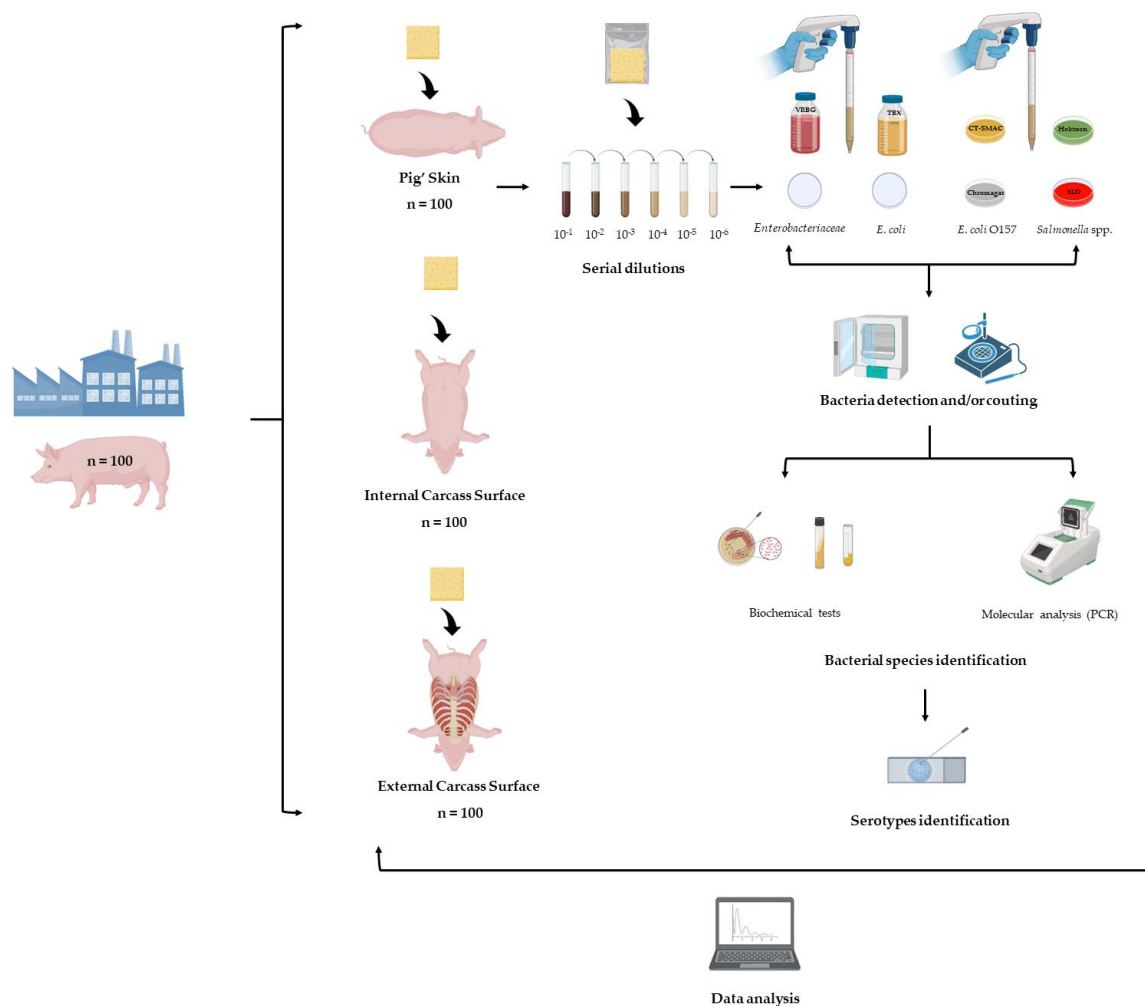 n = 100
Pig' Skin
n = 100
Internal Carcass Surface
n = 100
External Carcass Surface
n = 100
10-1 10-2 10-3 10-4 10-5 10-6
Serial dilutions
VRBG
TBX
CT-SMAC
Hektoen
Chromagar
XLD
Enterobacteriaceae
E. coli
E. coli O157
Salmonella spp.
Bacteria detection and/or couting
Biochemical tests
Molecular analysis (PCR)
Bacterial species identification
Serotypes identification
Data analysis